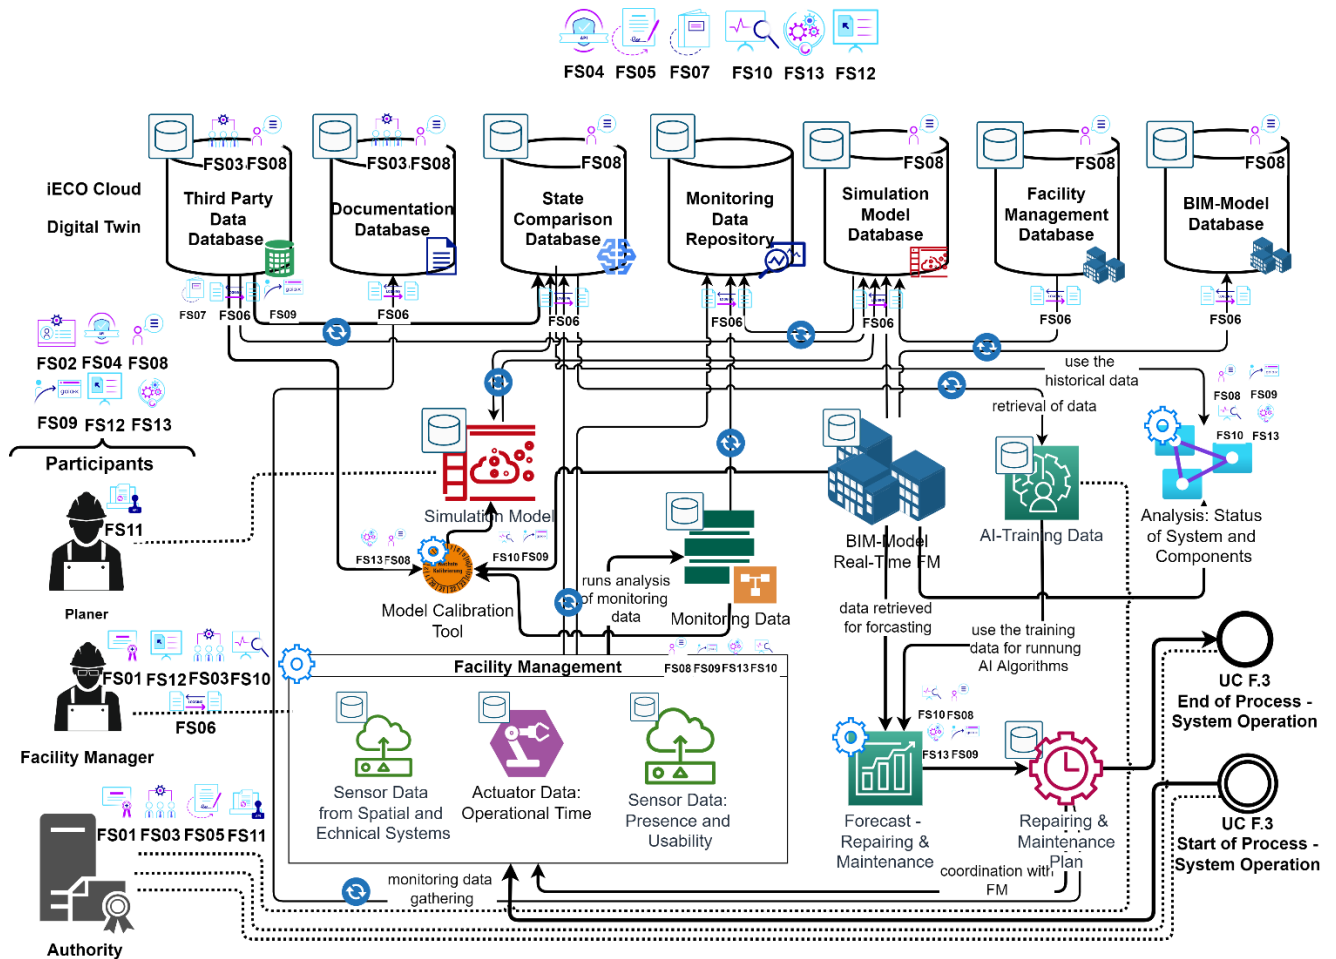 FS04 FS05 FS07 FS10 FS13 FS12
iECO Cloud
Digital Twin
FS03 FS08
Third Party
Data
Database
FS03 FS08
Documentation
Database
FS08
State
Comparison
Database
Monitoring
Data
Repository
FS08
Simulation
Model
Database
FS08
Facility
Management
Database
FS08
BIM-Model
Database
FS07 FS06 FS09
FS06
FS06
FS06
FS06
FS06
FS06
FS02 FS04 FS08
FS09 FS12 FS13
Participants
FS11
Planer
FS01 FS12 FS03 FS10
FS06
Facility Manager
FS01 FS03 FS05 FS11
Authority
use the
historical data
retrieval of data
FS08 FS09
FS10 FS13
Simulation Model
FS13 FS08
FS10 FS09
Model Calibration
Tool
runs analysis
of monitoring
data
Monitoring Data
BIM-Model
Real-Time FM
AI-Training Data
Analysis: Status
of System and
Components
data retrieved
for forcasting
use the training
data for runnung
AI Algorithms
Facility Management
FS08 FS09 FS13 FS10
Sensor Data
from Spatial and
Echnical Systems
Actuator Data:
Operational Time
Sensor Data:
Presence and
Usability
FS10 FS08
FS13 FS09
Forecast -
Repairing &
Maintenance
Repairing &
Maintenance
Plan
UC F.3
End of Process -
System Operation
UC F.3
Start of Process -
System Operation
monitoring data
gathering
coordination with
FM